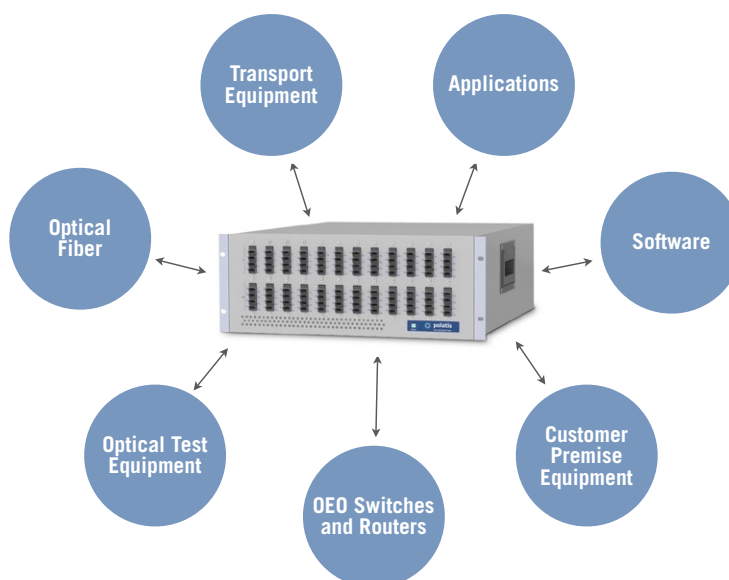 Transport
Equipment
Applications
Optical
Fiber
Software
polatis
Optical Test
Equipment
Customer
Premise
Equipment
OEO Switches
and Routers